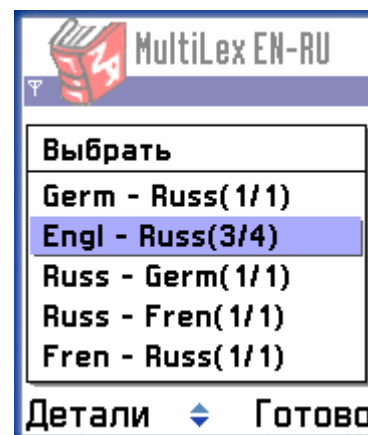 MultiLex EN-RU
Выбрать
Germ - Russ(1/1)
Engl - Russ(3/4)
Russ - Germ(1/1)
Russ - Fren(1/1)
Fren - Russ(1/1)
Детали Готово